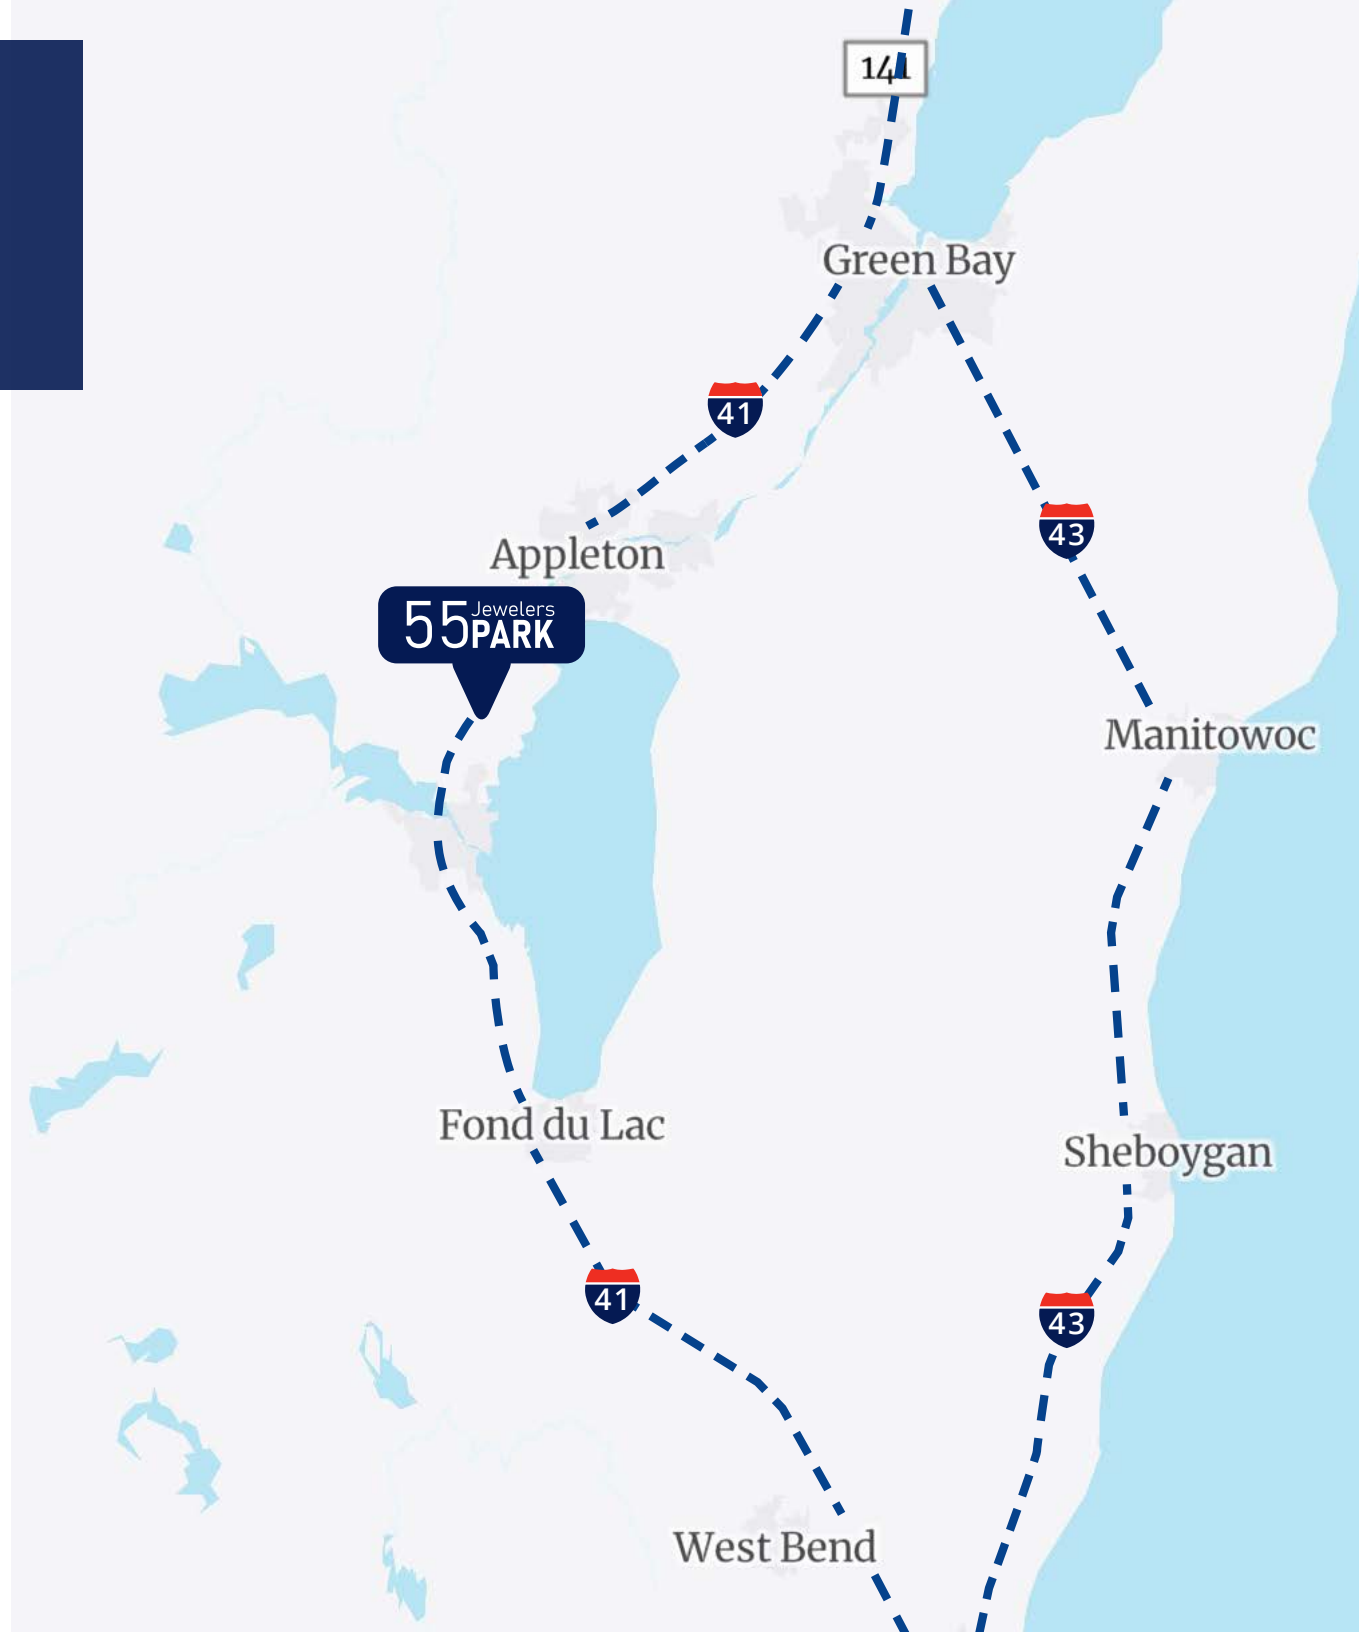 141
Green Bay
41
43
Appleton
55 Jewelers
PARK
Manitowoc
Fond du Lac
Sheboygan
41
43
West Bend